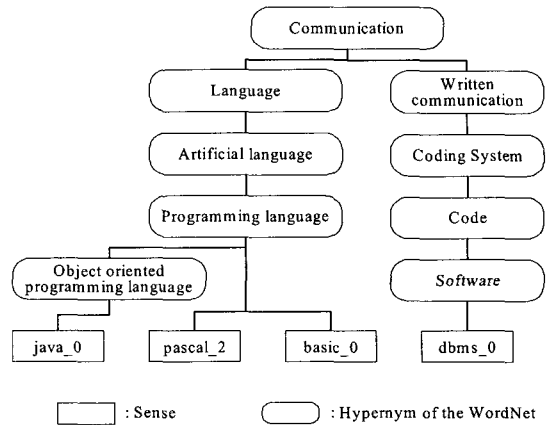 Communication
Language
Written
communication
Artificial language
Coding System
Programming language
Code
Object oriented
programming language
Software
java_0
pascal_2
basic_0
dbms_0
: Sense
: Hypernym of the WordNet